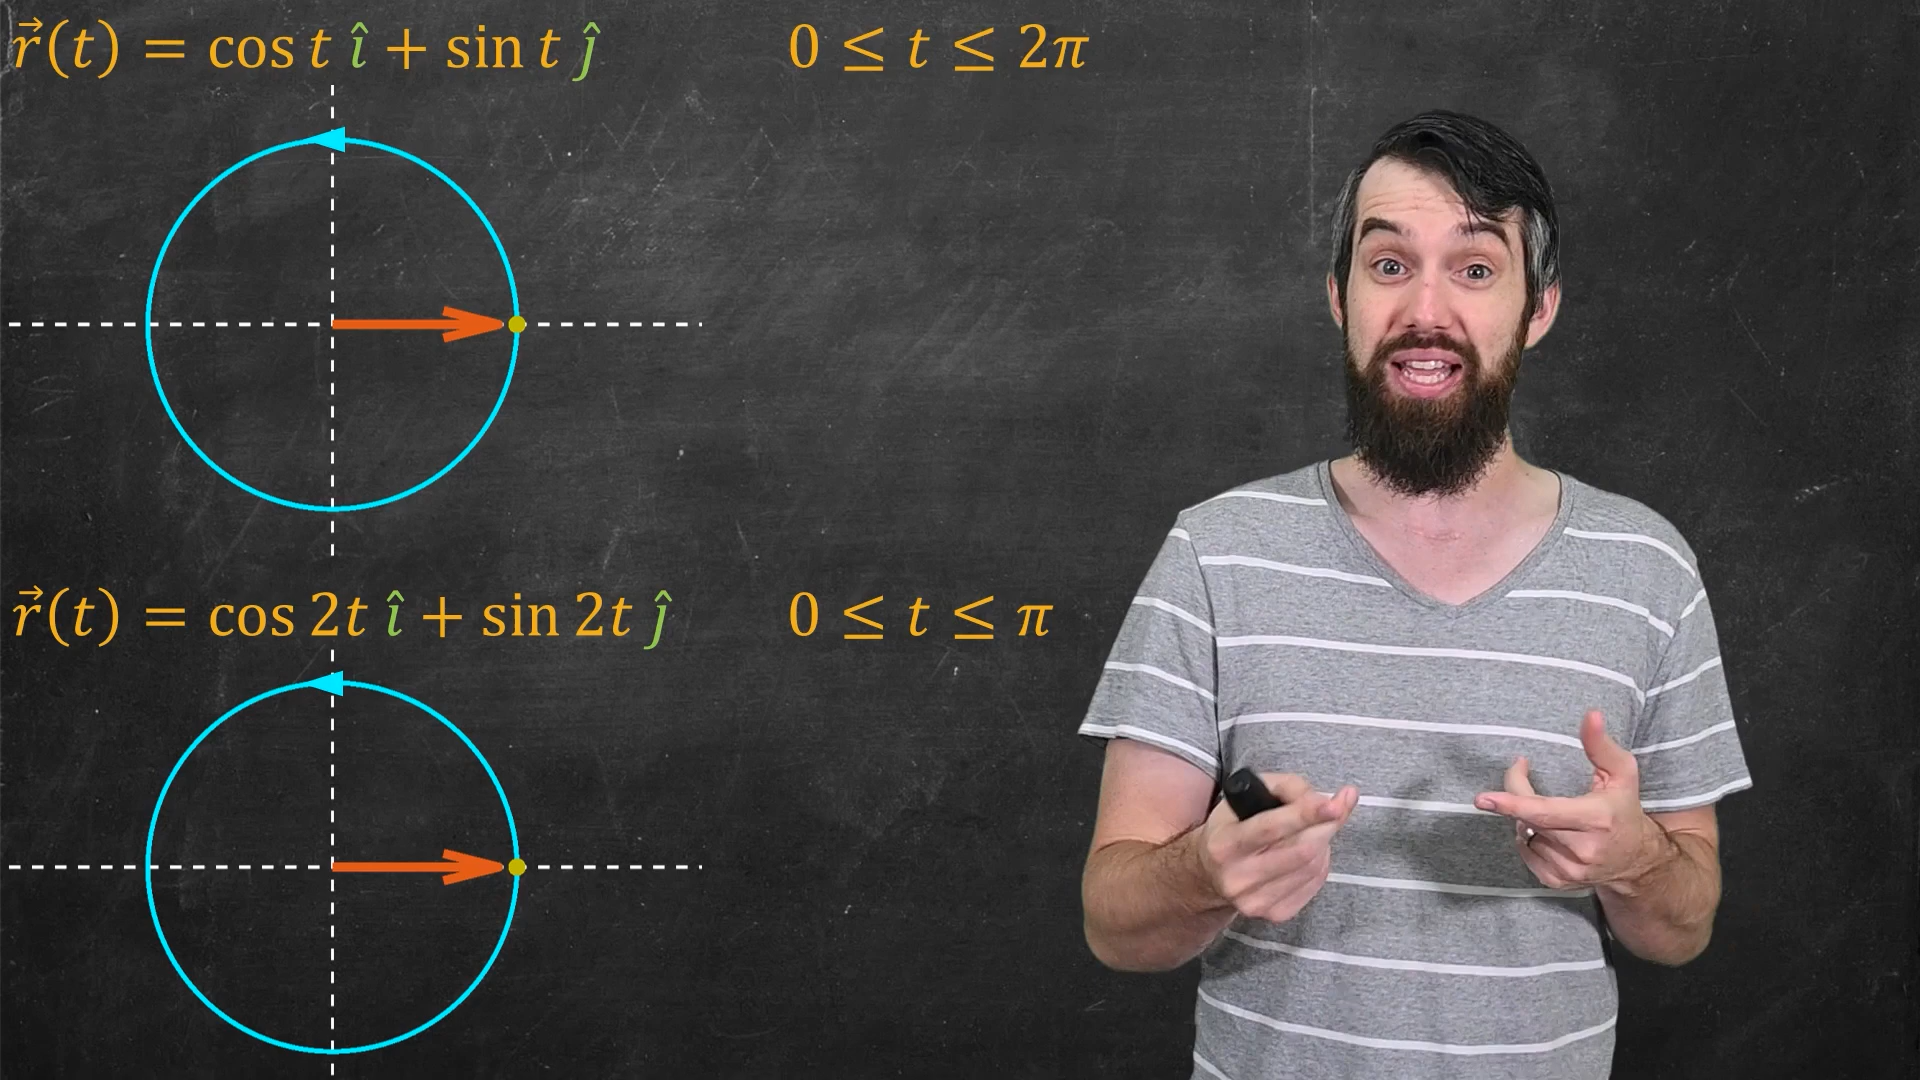 r⃗(t) = cos t î + sin t ĵ 0 ≤ t ≤ 2π
r⃗(t) = cos 2t î + sin 2t ĵ 0 ≤ t ≤ π